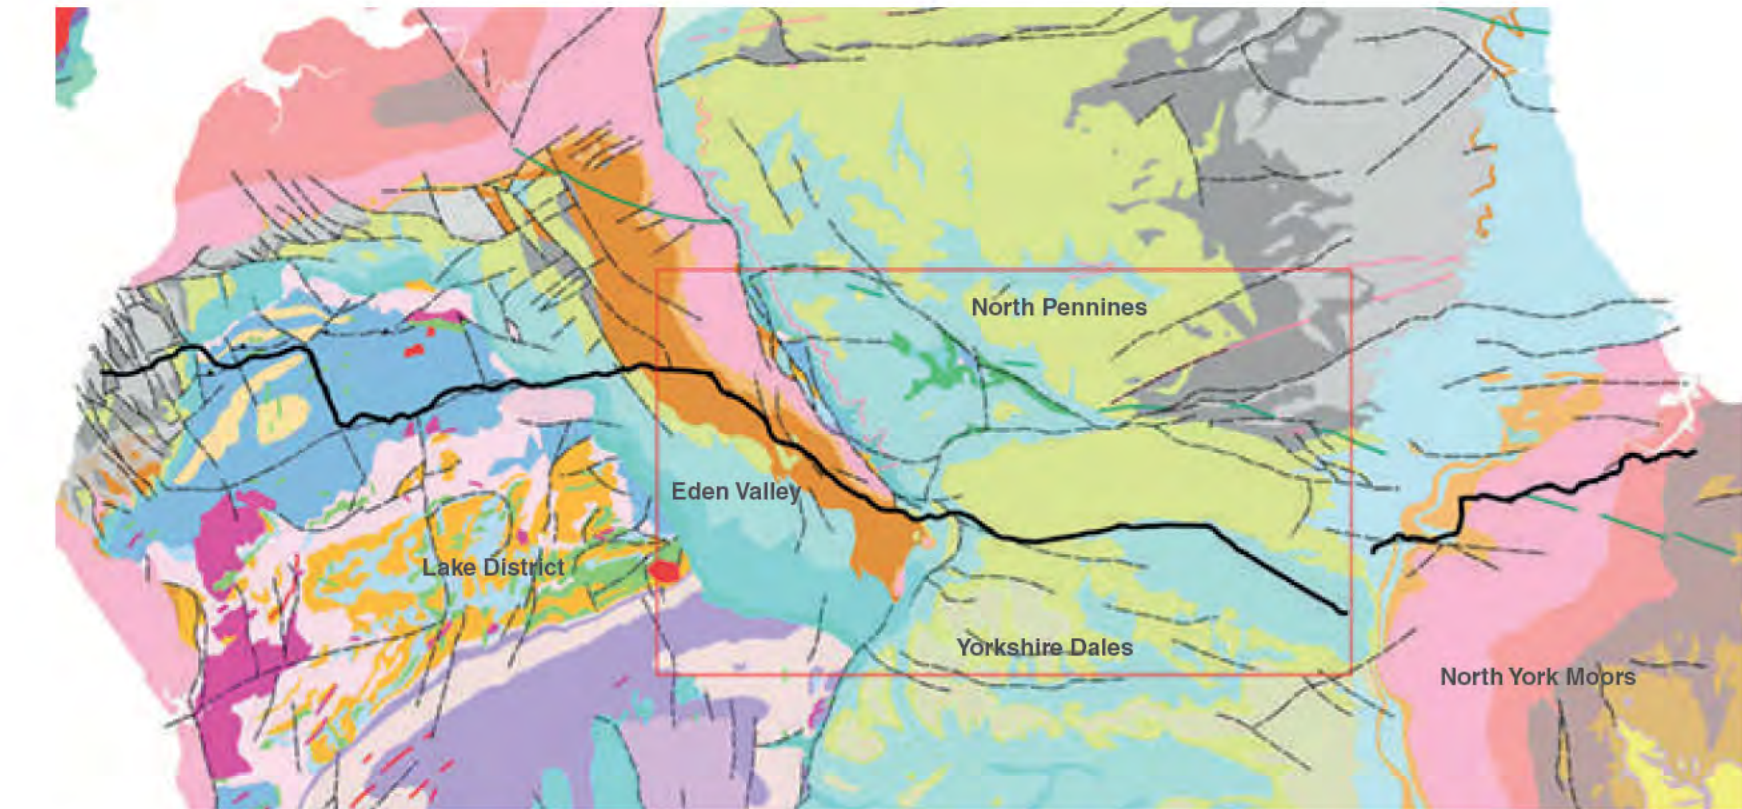 North Pennines
Eden Valley
Lake District
Yorkshire Dales
North York Moors